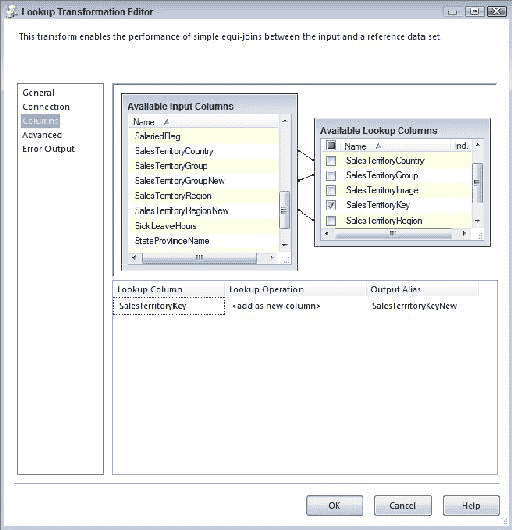 Lookup Transformation Editor
This transform enables the performance of simple equi-joins between the input and a reference data set.
General
Connection
Columns
Advanced
Error Output
Available Input Columns
Name
SalariedFlag
SalesTerritoryCountry
SalesTerritoryGroup
SalesTerritoryGroupNew
SalesTerritoryRegion
SalesTerritoryRegionNew
SickLeaveHours
StateProvinceName
Available Lookup Columns
Name Ind.
SalesTerritoryCountry
SalesTerritoryGroup
SalesTerritoryImage
SalesTerritoryKey
SalesTerritoryRegion
Lookup Column Lookup Operation Output Alias
SalesTerritoryKey <add as new column> SalesTerritoryKeyNew
OK Cancel Help